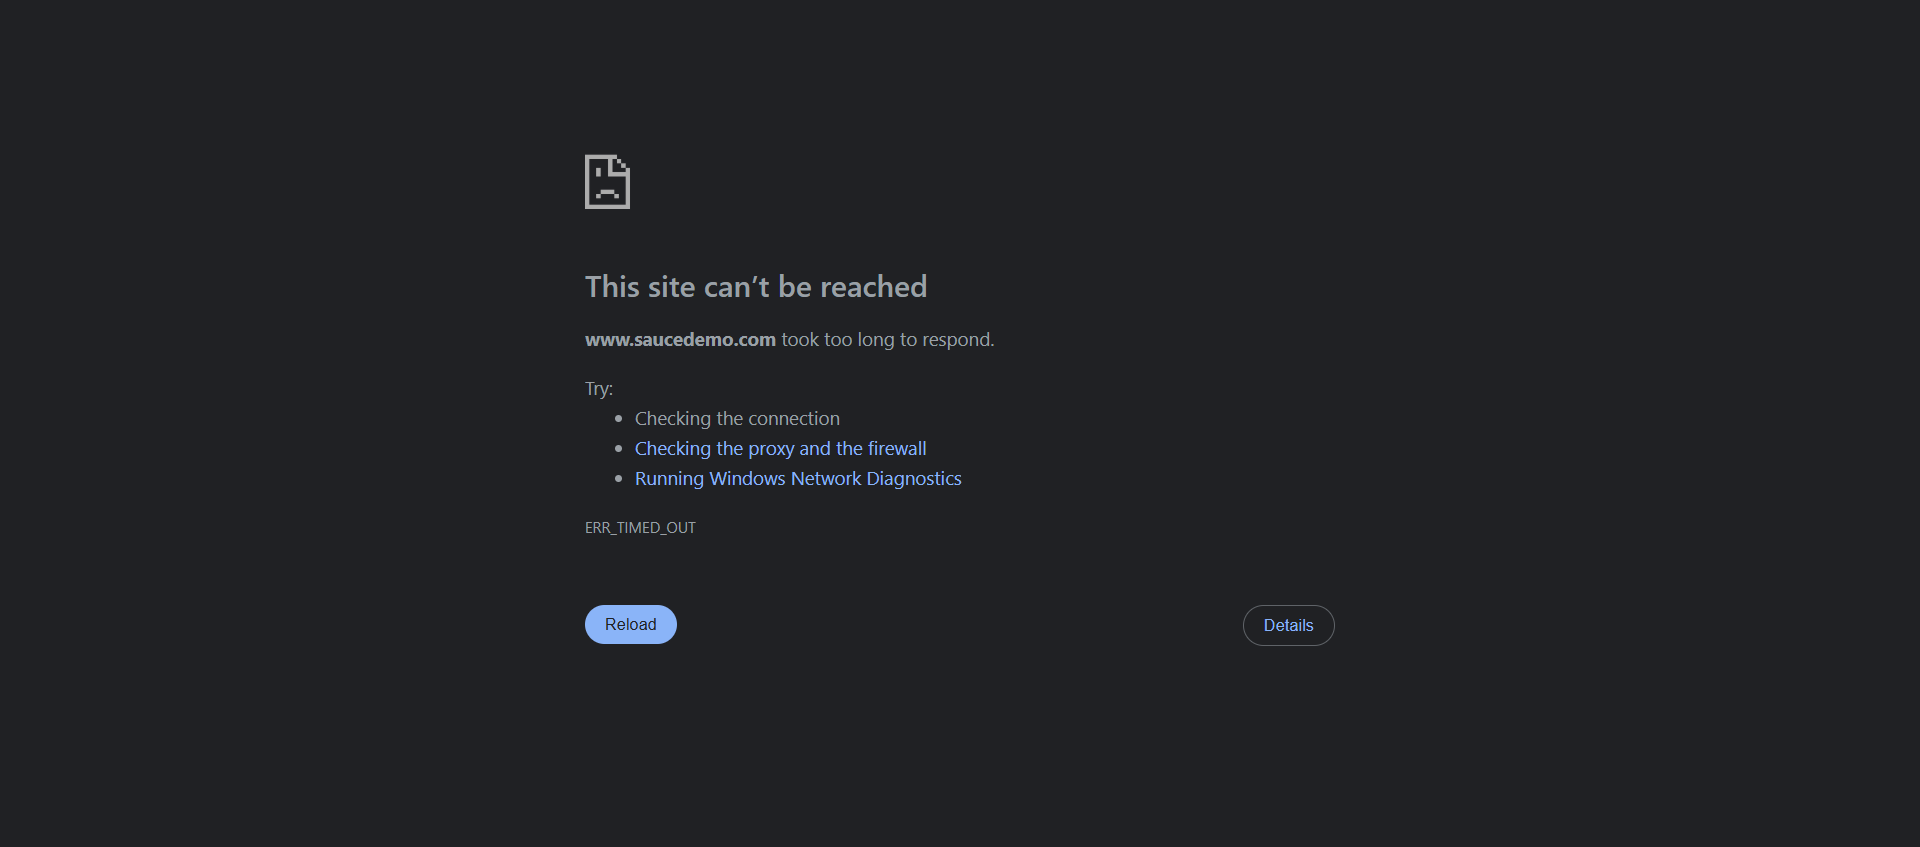 This site can’t be reached
www.saucedemo.com took too long to respond.
Try:
Checking the connection
Checking the proxy and the firewall
Running Windows Network Diagnostics
ERR_TIMED_OUT
Reload
Details